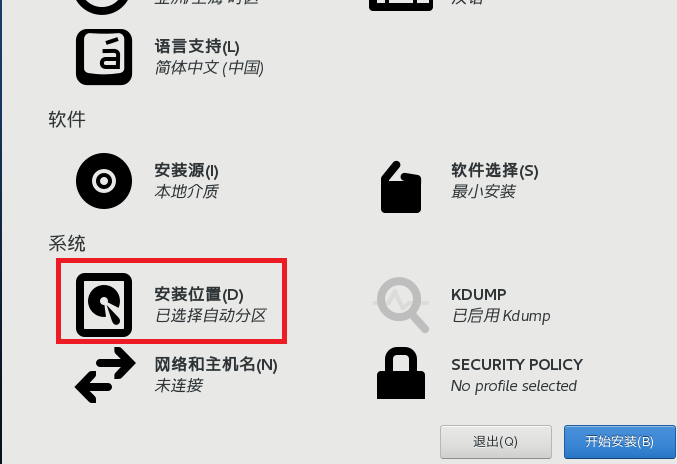 语言支持(L)
简体中文 (中国)
软件
安装源(I)
本地介质
软件选择(S)
最小安装
系统
安装位置(D)
已选择自动分区
KDUMP
已启用 Kdump
网络和主机名(N)
未连接
SECURITY POLICY
No profile selected
退出(Q)
开始安装(B)